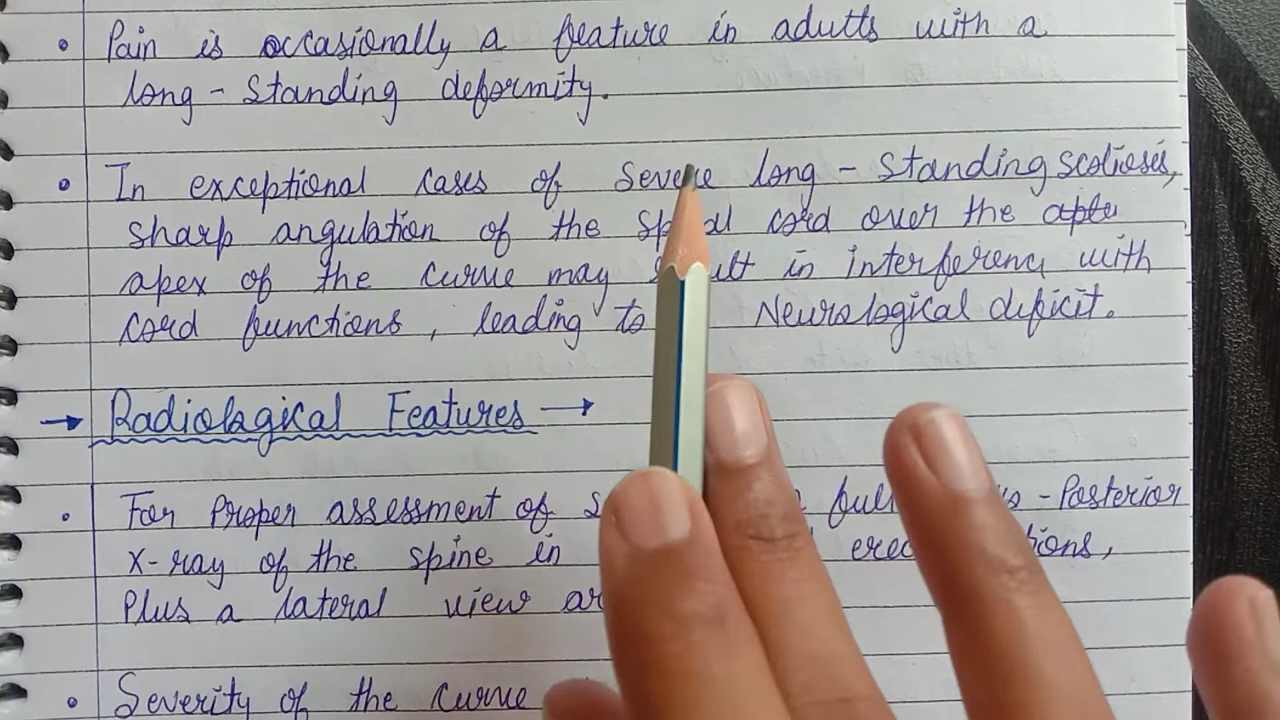 Pain is occasionally a feature in adults with a
long - Standing deformity.
In exceptional cases of Severe long - Standing scoliosis,
sharp angulation of the cord over the
apex of the curve may in interference with
cord functions, leading to Neurological deficit.
→ Radiological Features →
For Proper assessment of - Posterior
X-ray of the spine in
Plus a lateral view
Severity of the curve